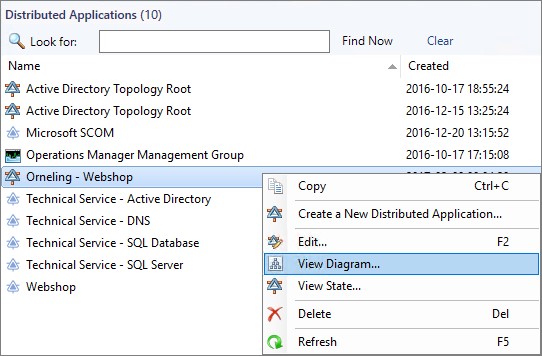 Distributed Applications (10)
Look for: Find Now Clear
Name Created
Active Directory Topology Root 2016-10-17 18:55:24
Active Directory Topology Root 2016-12-15 13:25:24
Microsoft SCOM 2016-12-20 13:15:52
Operations Manager Management Group 2016-10-17 17:15:08
Orneling - Webshop
Technical Service - Active Directory
Technical Service - DNS
Technical Service - SQL Database
Technical Service - SQL Server
Webshop
Copy Ctrl+C
Create a New Distributed Application...
Edit... F2
View Diagram...
View State...
Delete Del
Refresh F5